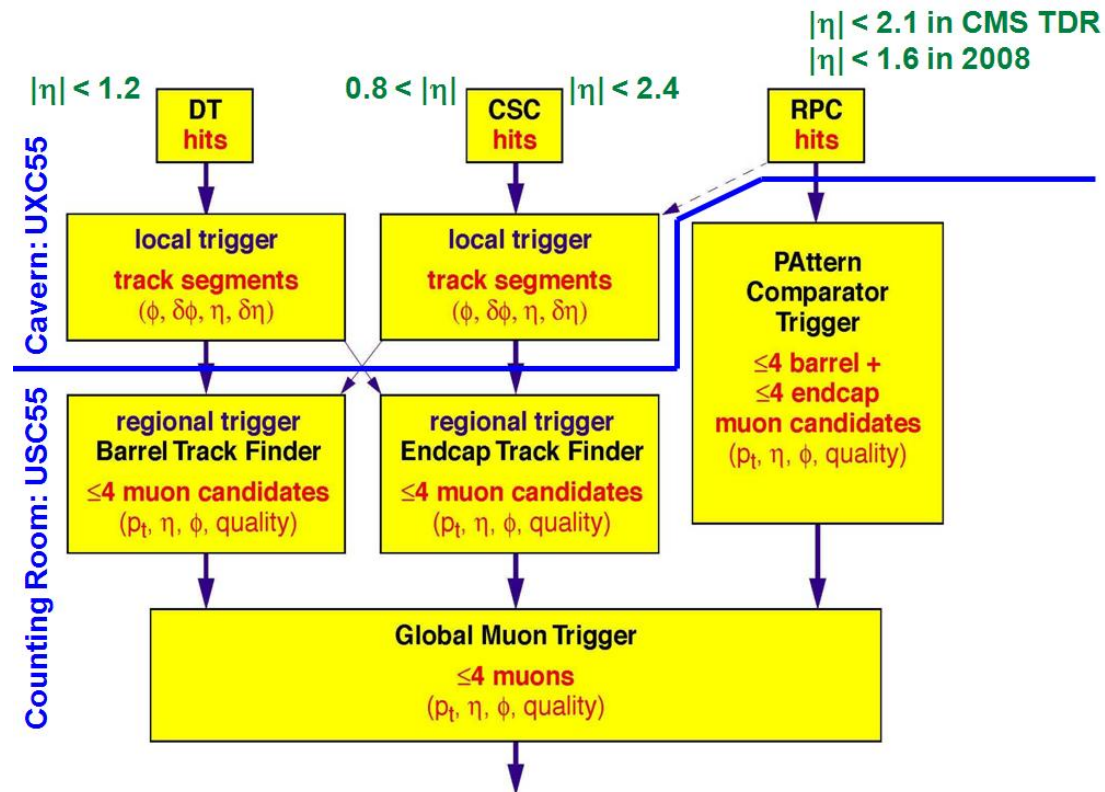 |η| < 2.1 in CMS TDR
|η| < 1.6 in 2008
|η| < 1.2
0.8 < |η|
|η| < 2.4
DT
hits
CSC
hits
RPC
hits
Cavern: UXC55
local trigger
track segments
(ϕ, δϕ, η, δη)
local trigger
track segments
(ϕ, δϕ, η, δη)
PAttern
Comparator
Trigger
≤4 barrel +
≤4 endcap
muon candidates
(pt, η, ϕ, quality)
Counting Room: USC55
regional trigger
Barrel Track Finder
≤4 muon candidates
(pt, η, ϕ, quality)
regional trigger
Endcap Track Finder
≤4 muon candidates
(pt, η, ϕ, quality)
Global Muon Trigger
≤4 muons
(pt, η, ϕ, quality)